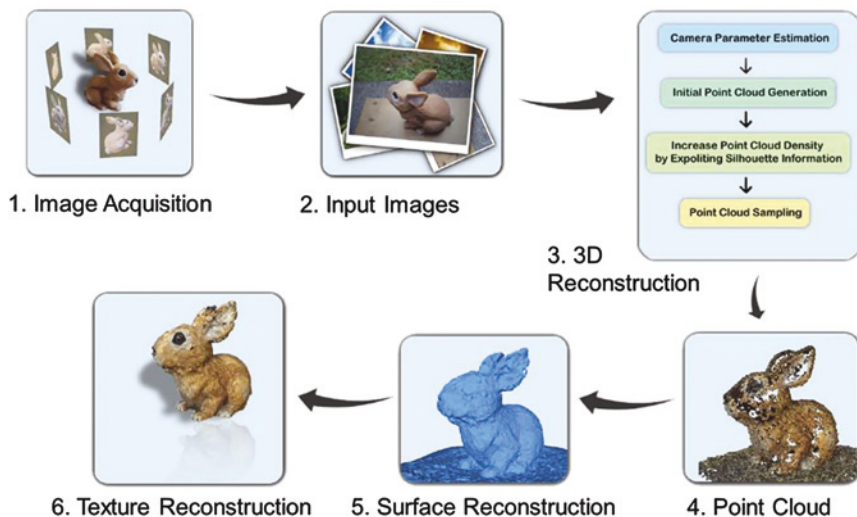 1. Image Acquisition
2. Input Images
Camera Parameter Estimation
Initial Point Cloud Generation
Increase Point Cloud Density
by Expoliting Silhouette Information
Point Cloud Sampling
3. 3D
Reconstruction
6. Texture Reconstruction
5. Surface Reconstruction
4. Point Cloud